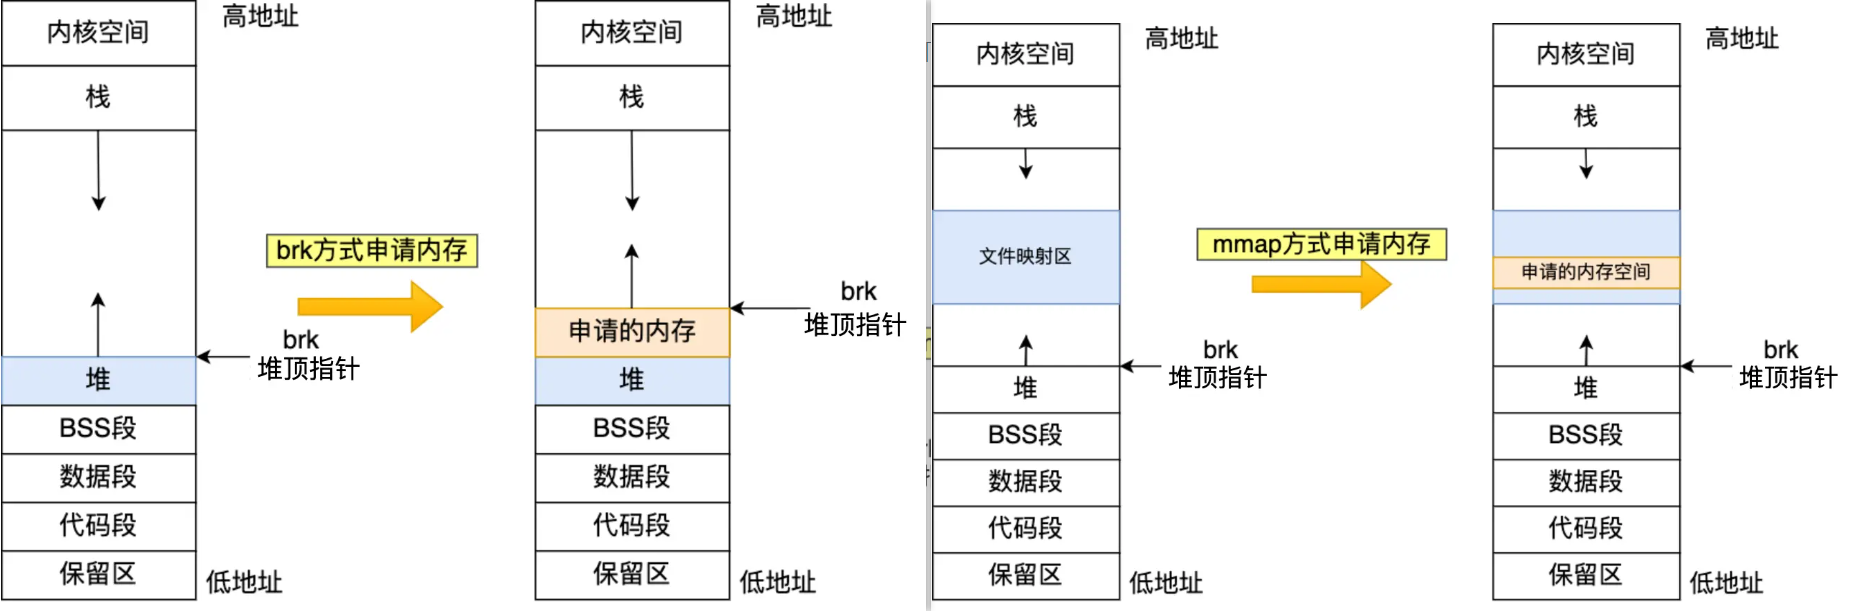 高地址
内核空间
栈
brk方式申请内存
brk
堆顶指针
堆
BSS段
数据段
代码段
保留区
低地址
高地址
内核空间
栈
brk
堆顶指针
申请的内存
堆
BSS段
数据段
代码段
保留区
低地址
高地址
内核空间
栈
文件映射区
mmap方式申请内存
brk
堆顶指针
堆
BSS段
数据段
代码段
保留区
低地址
高地址
内核空间
栈
申请的内存空间
brk
堆顶指针
堆
BSS段
数据段
代码段
保留区
低地址